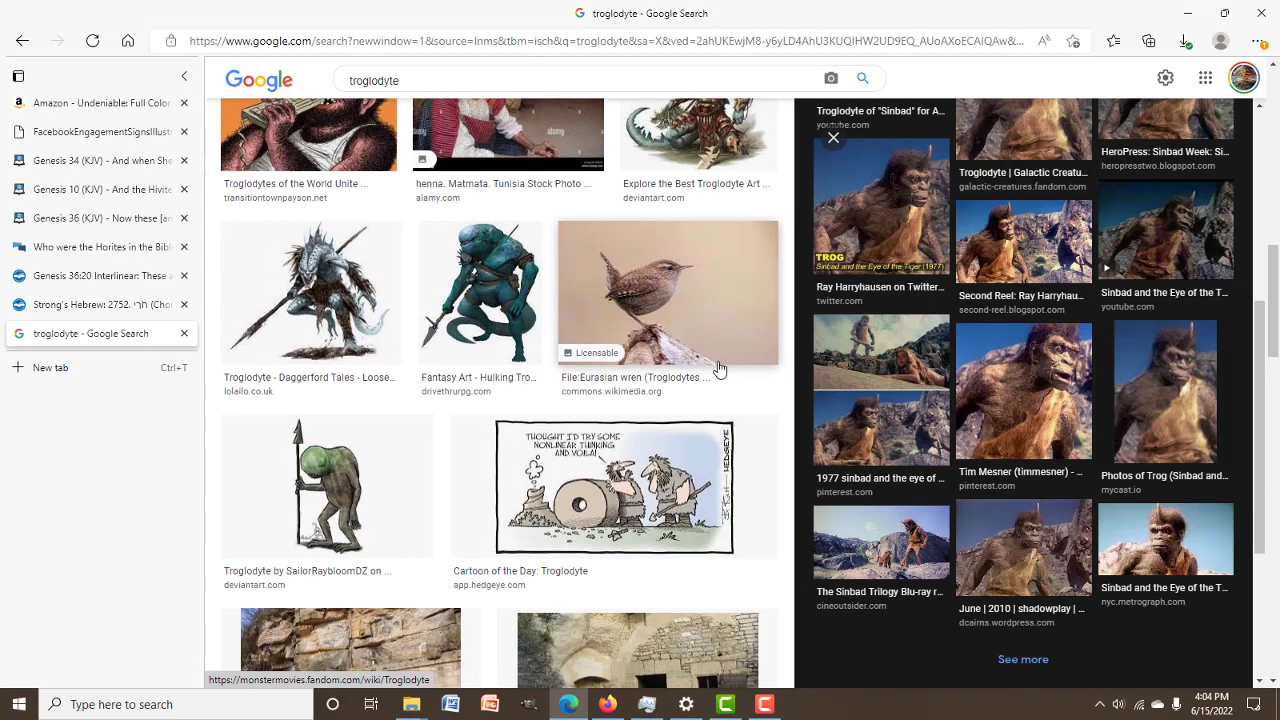 troglodyte - Google Search
https://www.google.com/search?newwindow=1&source=lnms&tbm=isch&q=troglodyte&sa=X&ved=2ahUKEwjM8-y6yLD4AhU3KUQIHW2UD9EQ_AUoAXoECAIQAw&...
Amazon - Undeniable: Full Color
FacebookEngagementSigDataset
Genesis 34 (KJV) - And when She
Genesis 10 (KJV) - And the Hivite
Genesis 36 (KJV) - Now these [are
Who were the Horites in the Bibl
Genesis 36:20 Interlinear: These
Strong's Hebrew: 2752. (Cho
troglodyte - Google Search
New tab
Ctrl+T
Google
troglodyte
Troglodytes of the World Unite ...
transitiontownpayson.net
alamy
henna. Matmata. Tunisia Stock Photo ...
alamy.com
Explore the Best Troglodyte Art ...
deviantart.com
Troglodyte - Daggerford Tales - Loose...
lolailo.co.uk
Fantasy Art - Hulking Tro...
drivethrurpg.com
Licensable
File:Eurasian wren (Troglodytes ...
commons.wikimedia.org
Troglodyte by SailorRaybloomDZ on ...
deviantart.com
THOUGHT I'D TRY SOME
NONLINEAR THINKING
AND VOILA!
HEDGEYE
Cartoon of the Day: Troglodyte
app.hedgeye.com
https://monstermovies.fandom.com/wiki/Troglodyte
Troglodyte of "Sinbad" for A...
youtube.com
TROG
Sinbad and the Eye of the Tiger (1977)
Ray Harryhausen on Twitter...
twitter.com
1977 sinbad and the eye of ...
pinterest.com
The Sinbad Trilogy Blu-ray r...
cineoutsider.com
Troglodyte | Galactic Creatu...
galactic-creatures.fandom.com
Second Reel: Ray Harryhau...
second-reel.blogspot.com
Tim Mesner (timmesner) - ...
pinterest.com
June | 2010 | shadowplay | ...
dcairns.wordpress.com
HeroPress: Sinbad Week: Si...
heropresstwo.blogspot.com
Sinbad and the Eye of the T...
youtube.com
Photos of Trog (Sinbad and...
mycast.io
Sinbad and the Eye of the T...
nyc.metrograph.com
See more
Type here to search
4:04 PM
6/15/2022